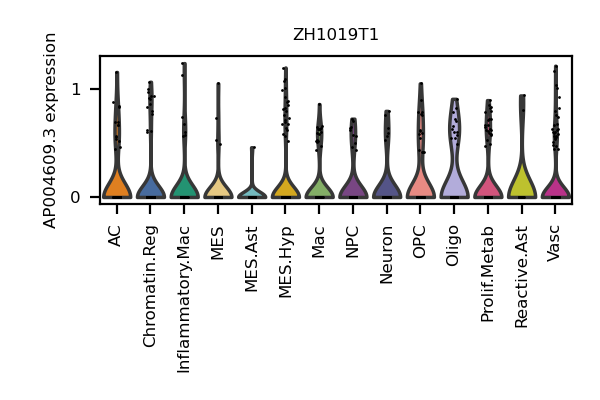 ZH1019T1
AP004609.3 expression
1
0
AC
Chromatin.Reg
Inflammatory.Mac
MES
MES.Ast
MES.Hyp
Mac
NPC
Neuron
OPC
Oligo
Prolif.Metab
Reactive.Ast
Vasc